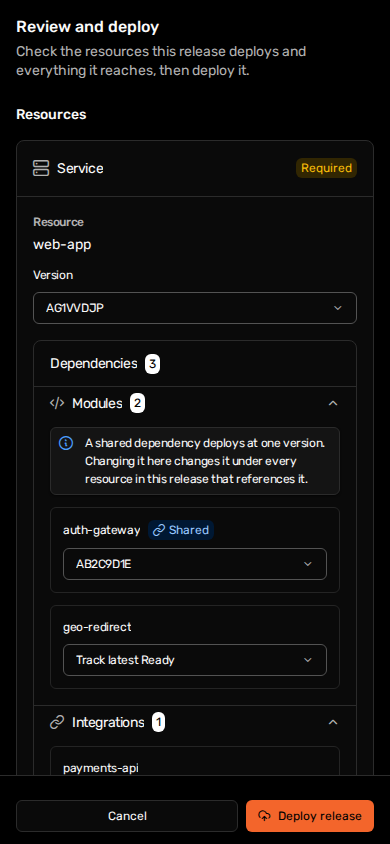 Review and deploy
Check the resources this release deploys and
everything it reaches, then deploy it.
Resources
Service
Required
Resource
web-app
Version
AG1VVDJP
Dependencies 3
Modules 2
A shared dependency deploys at one version.
Changing it here changes it under every
resource in this release that references it.
auth-gateway Shared
AB2C9D1E
geo-redirect
Track latest Ready
Integrations 1
payments-api
Cancel
Deploy release